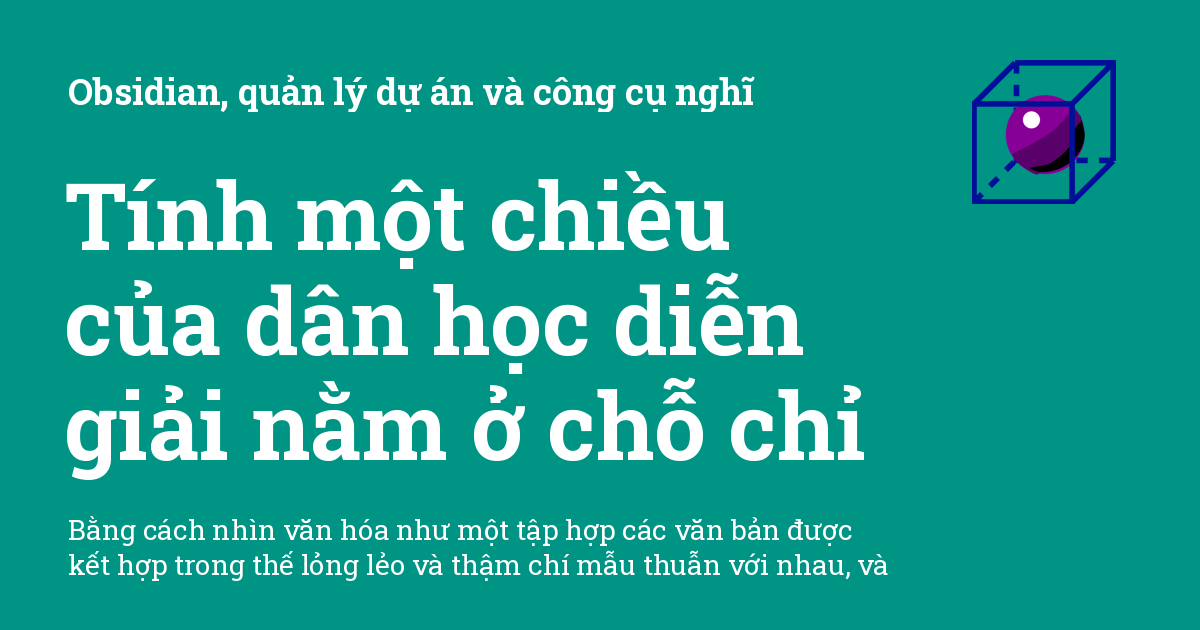 Obsidian, quản lý dự án và công cụ nghĩ
Tính một chiều
của dân học diễn
giải nằm ở chỗ chỉ
Bằng cách nhìn văn hóa như một tập hợp các văn bản được
kết hợp trong thế lỏng lẻo và thậm chí mẫu thuẫn với nhau, và